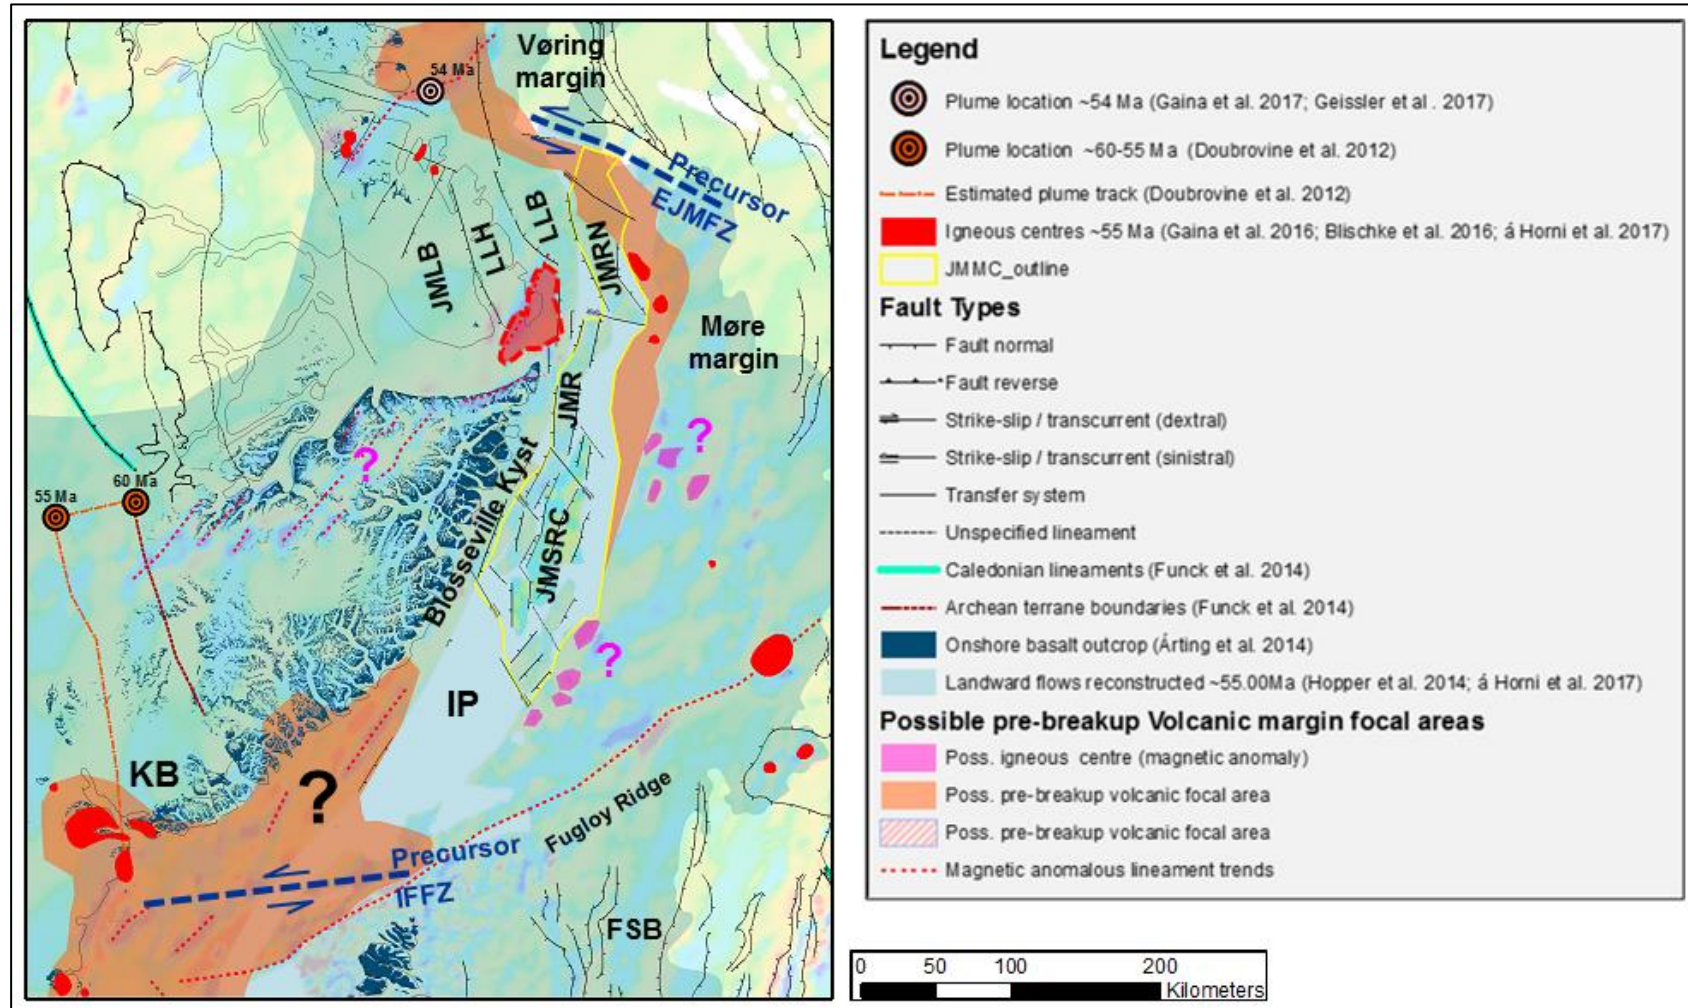 Vøring
margin
54 Ma
Precursor
EJMFZ
LLB
LLH
JMLB
JMRN
Møre
margin
JMR
?
?
Blosseville Kyst
60 Ma
55 Ma
JMSRC
?
IP
KB
?
Fugloy Ridge
Precursor
IFFZ
FSB
Legend
Plume location ~54 Ma (Gaina et al. 2017; Geissler et al . 2017)
Plume location ~60-55 Ma (Doubrovine et al. 2012)
Estimated plume track (Doubrovine et al. 2012)
Igneous centres ~55 Ma (Gaina et al. 2016; Blischke et al. 2016; á Horni et al. 2017)
JMMC_outline
Fault Types
Fault normal
Fault reverse
Strike-slip / transcurrent (dextral)
Strike-slip / transcurrent (sinistral)
Transfer system
Unspecified lineament
Caledonian lineaments (Funck et al. 2014)
Archean terrane boundaries (Funck et al. 2014)
Onshore basalt outcrop (Árting et al. 2014)
Landward flows reconstructed ~55.00Ma (Hopper et al. 2014; á Horni et al. 2017)
Possible pre-breakup Volcanic margin focal areas
Poss. igneous centre (magnetic anomaly)
Poss. pre-breakup volcanic focal area
Poss. pre-breakup volcanic focal area
Magnetic anomalous lineament trends
0 50 100 200
Kilometers